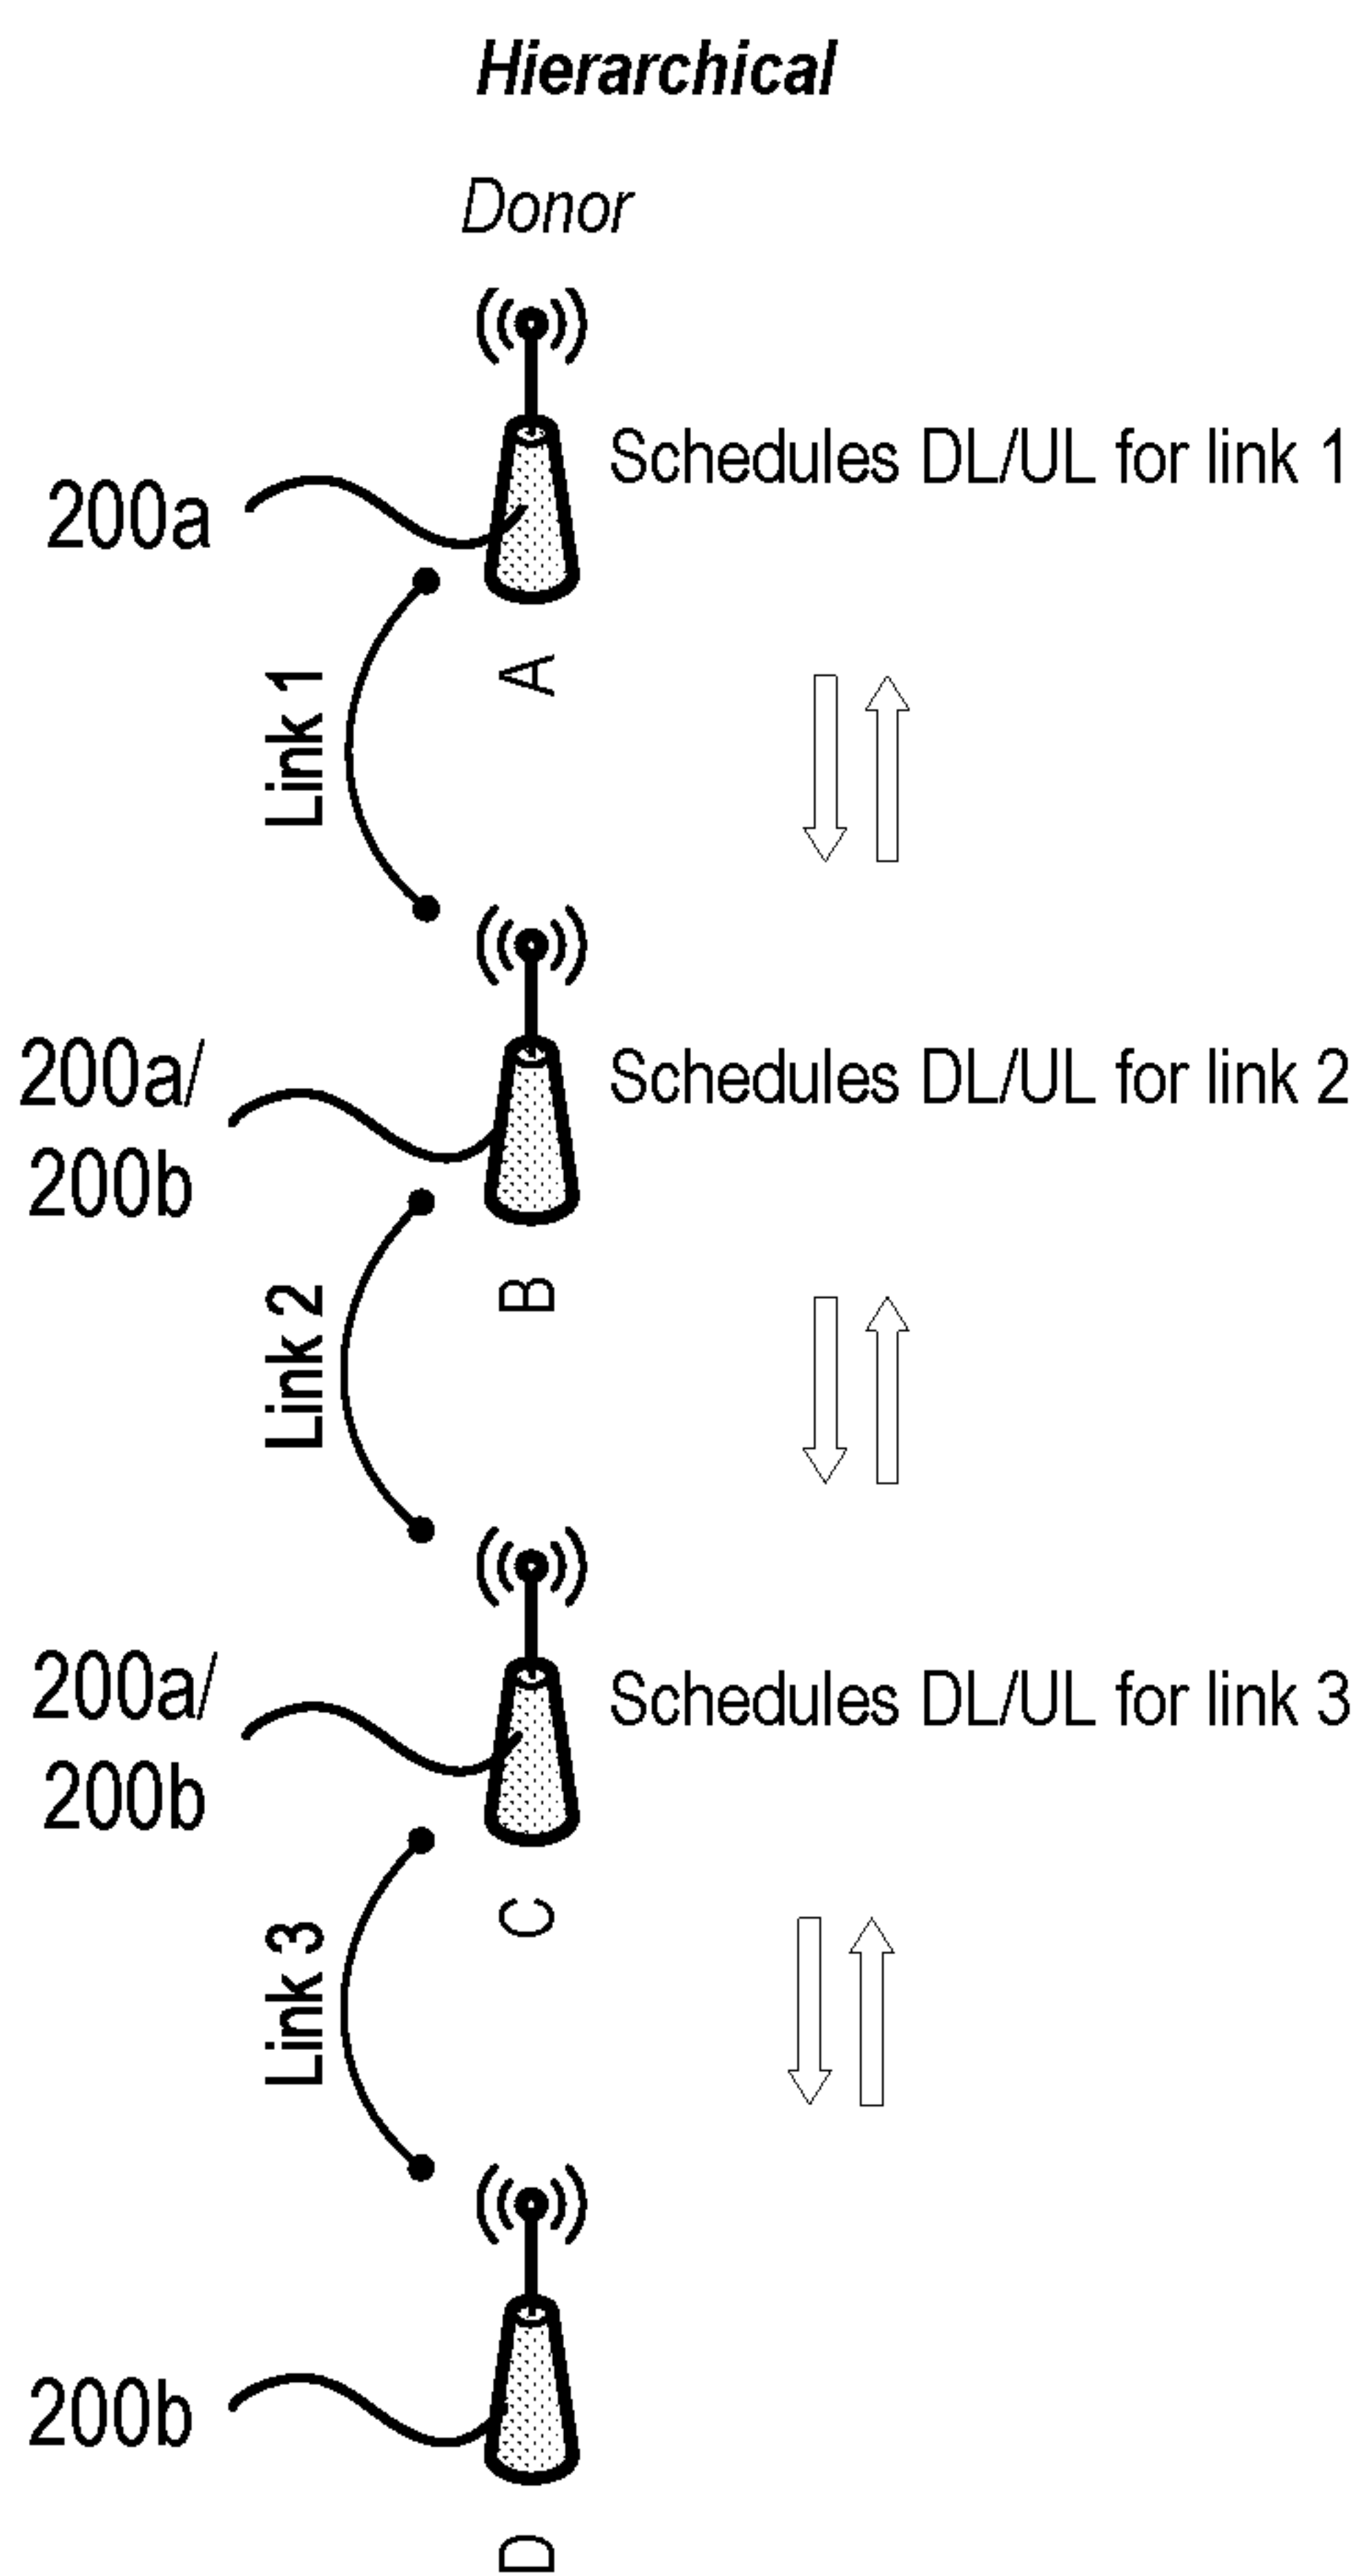 Hierarchical
Donor
Schedules DL/UL for link 1
200a
A
Link 1
200a/
200b
Schedules DL/UL for link 2
B
Link 2
200a/
200b
Schedules DL/UL for link 3
C
Link 3
200b
D